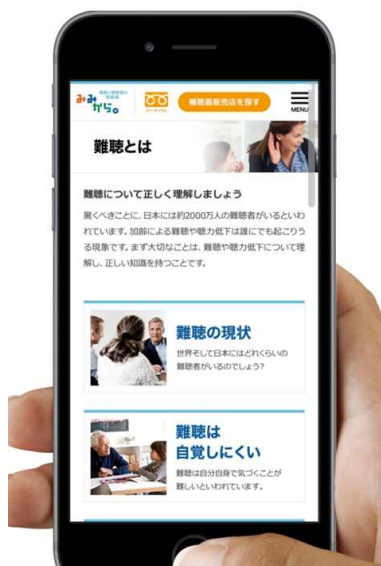 みみから。
補聴器販売店を探す
MENU
難聴とは
難聴について正しく理解しましょう
驚くべきことに、日本には約2000万人の難聴者がいるといわ
れています。加齢による難聴や聴力低下は誰にでも起こりう
る現象です。まず大切なことは、難聴や聴力低下について理
解し、正しい知識を持つことです。
難聴の現状
世界そして日本にはどれくらいの
難聴者がいるのでしょう?
難聴は
自覚しにくい
難聴は自分自身で気づくことが
難しいといわれています。